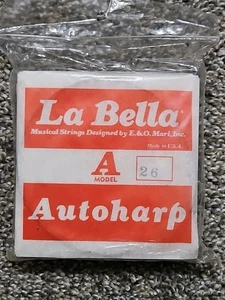 La Bella
Musical Strings Designed by E.&O. Mari, Inc.
Made in U.S.A.
A
MODEL
26
Autoharp